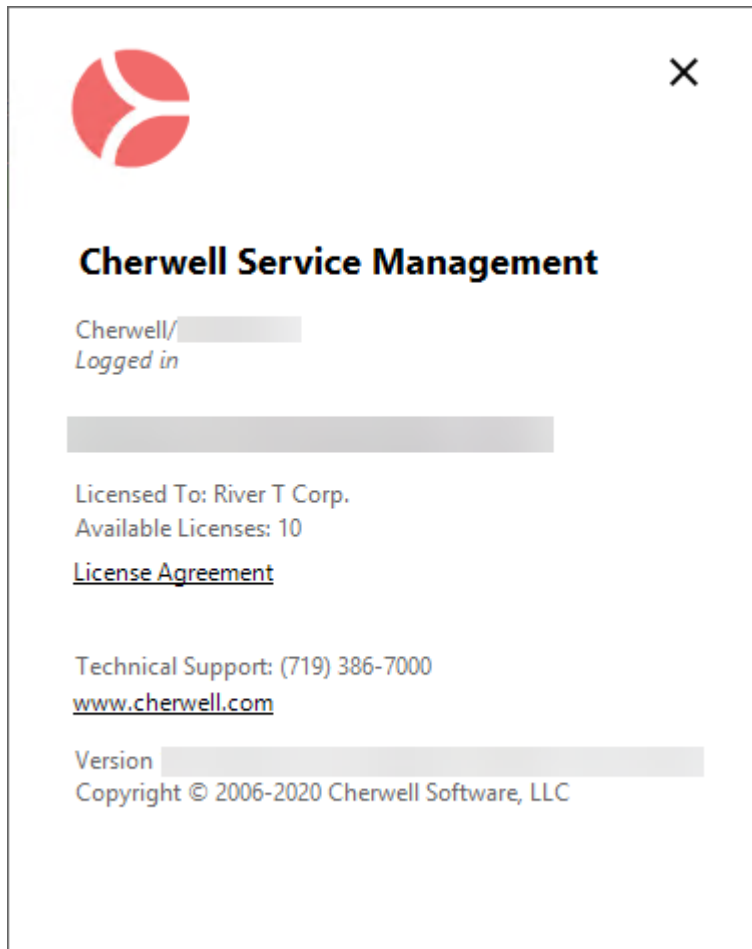 Cherwell Service Management
Cherwell/
Logged in
Licensed To: River T Corp.
Available Licenses: 10
License Agreement
Technical Support: (719) 386-7000
www.cherwell.com
Version
Copyright © 2006-2020 Cherwell Software, LLC